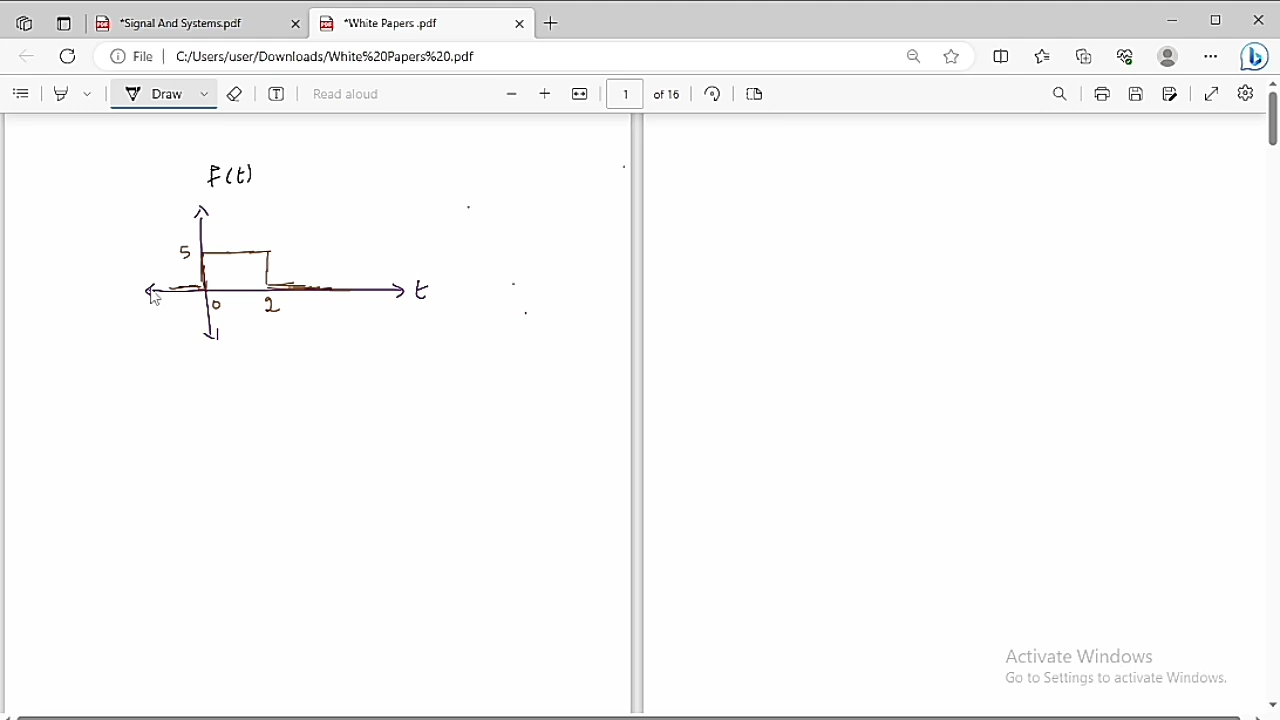 *Signal And Systems.pdf
*White Papers .pdf
File
C:/Users/user/Downloads/White%20Papers%20.pdf
Draw
Read aloud
1
of 16
F(t)
5
0
2
t
Activate Windows
Go to Settings to activate Windows.